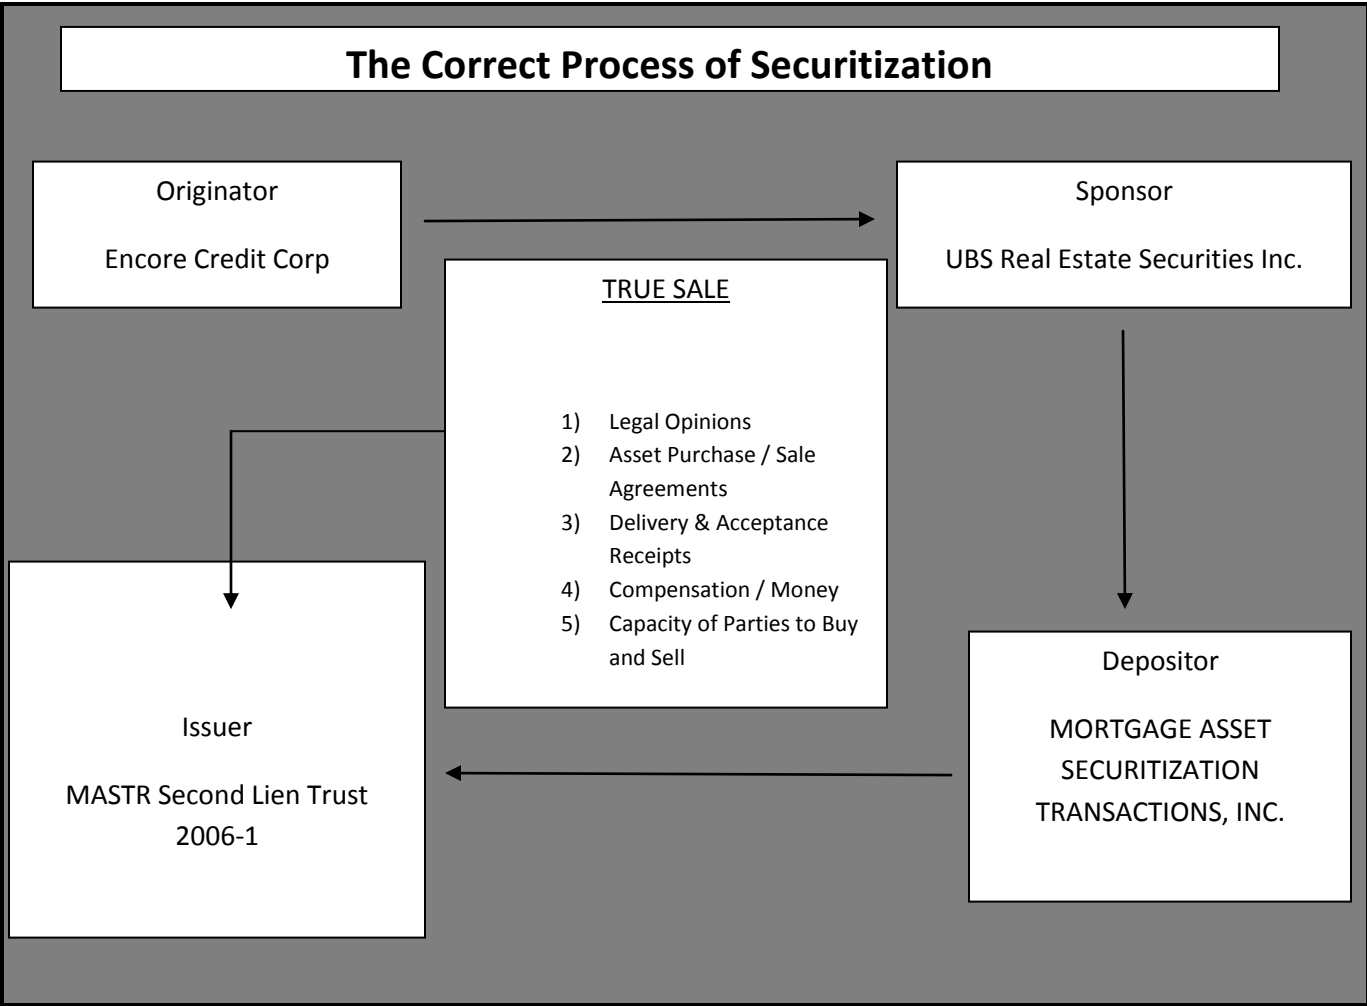 The Correct Process of Securitization
Originator
Encore Credit Corp
Sponsor
UBS Real Estate Securities Inc.
TRUE SALE
1) Legal Opinions
2) Asset Purchase / Sale
Agreements
3) Delivery & Acceptance
Receipts
4) Compensation / Money
5) Capacity of Parties to Buy
and Sell
Issuer
MASTR Second Lien Trust
2006-1
Depositor
MORTGAGE ASSET
SECURITIZATION
TRANSACTIONS, INC.